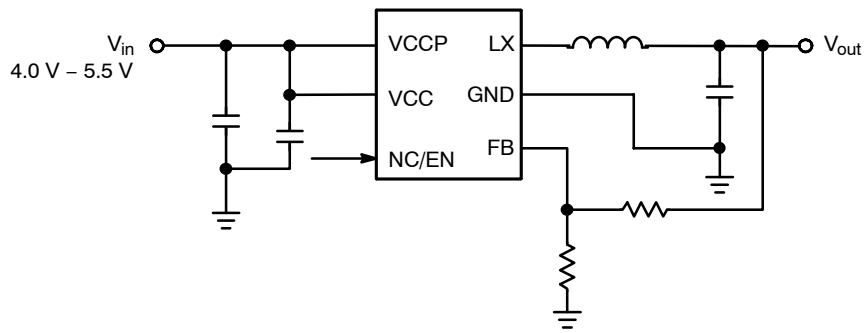 Vin
4.0 V – 5.5 V
VCCP
LX
Vout
VCC
GND
NC/EN
FB